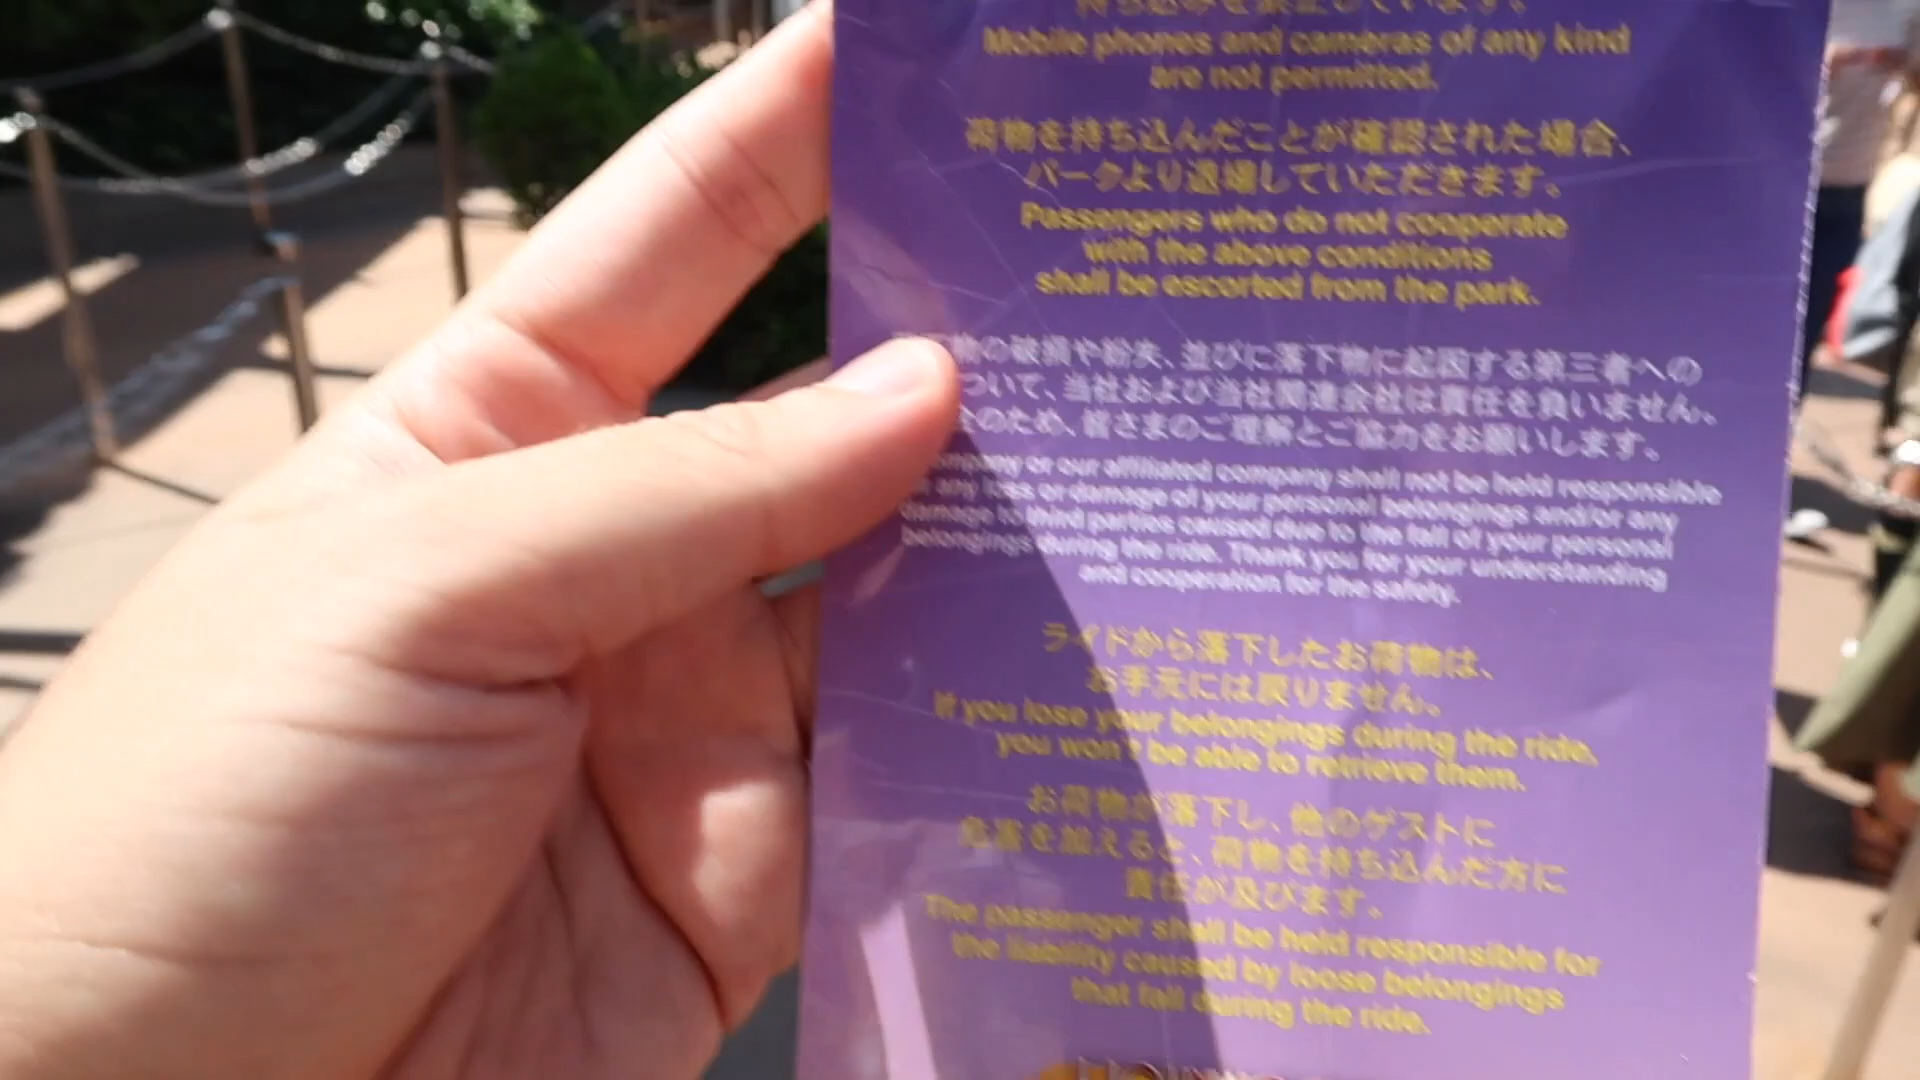 持ち込みを禁止しています。
Mobile phones and cameras of any kind
are not permitted.
荷物を持ち込んだことが確認された場合、
パークより退場していただきます。
Passengers who do not cooperate
with the above conditions
shall be escorted from the park.
物の破損や紛失、並びに落下物に起因する第三者への
ついて、当社および当社関連会社は責任を負いません。
のため、皆さまのご理解とご協力をお願いします。
company or our affiliated company shall not be held responsible
any loss or damage of your personal belongings and/or any
damage to third parties caused due to the fall of your personal
belongings during the ride. Thank you for your understanding
and cooperation for the safety.
ライドから落下したお荷物は、
お手元には戻りません。
If you lose your belongings during the ride,
you won't be able to retrieve them.
お荷物が落下し、他のゲストに
危害を加えると、荷物を持ち込んだ方に
責任が及びます。
The passenger shall be held responsible for
the liability caused by loose belongings
that fall during the ride.